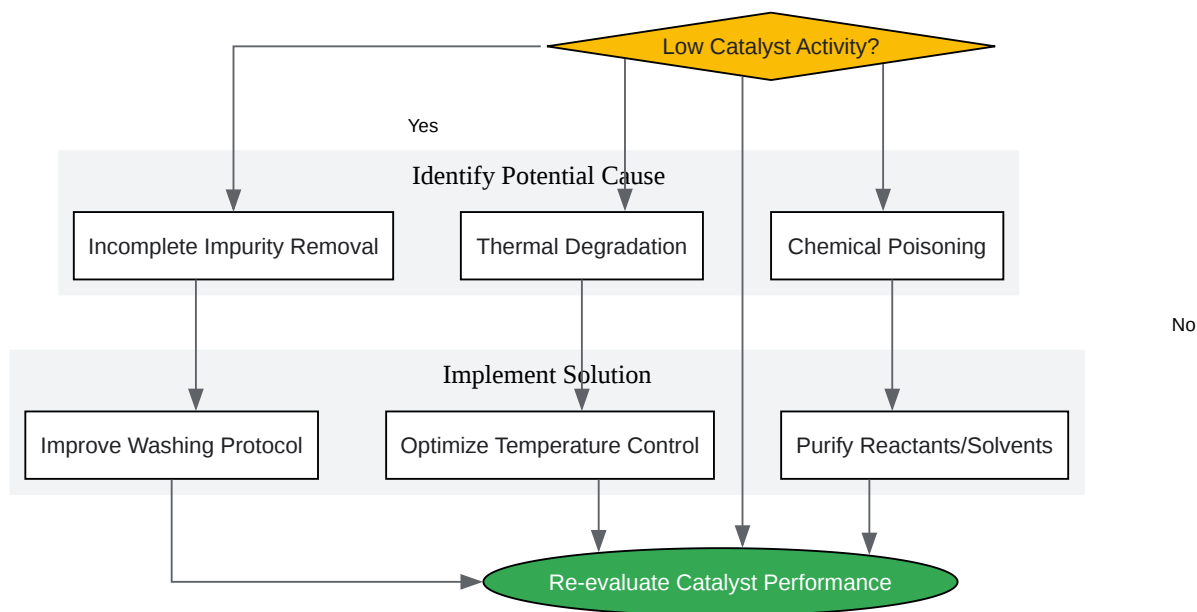 Low Catalyst Activity?
Yes
Identify Potential Cause
Incomplete Impurity Removal
Thermal Degradation
Chemical Poisoning
No
Implement Solution
Improve Washing Protocol
Optimize Temperature Control
Purify Reactants/Solvents
Re-evaluate Catalyst Performance